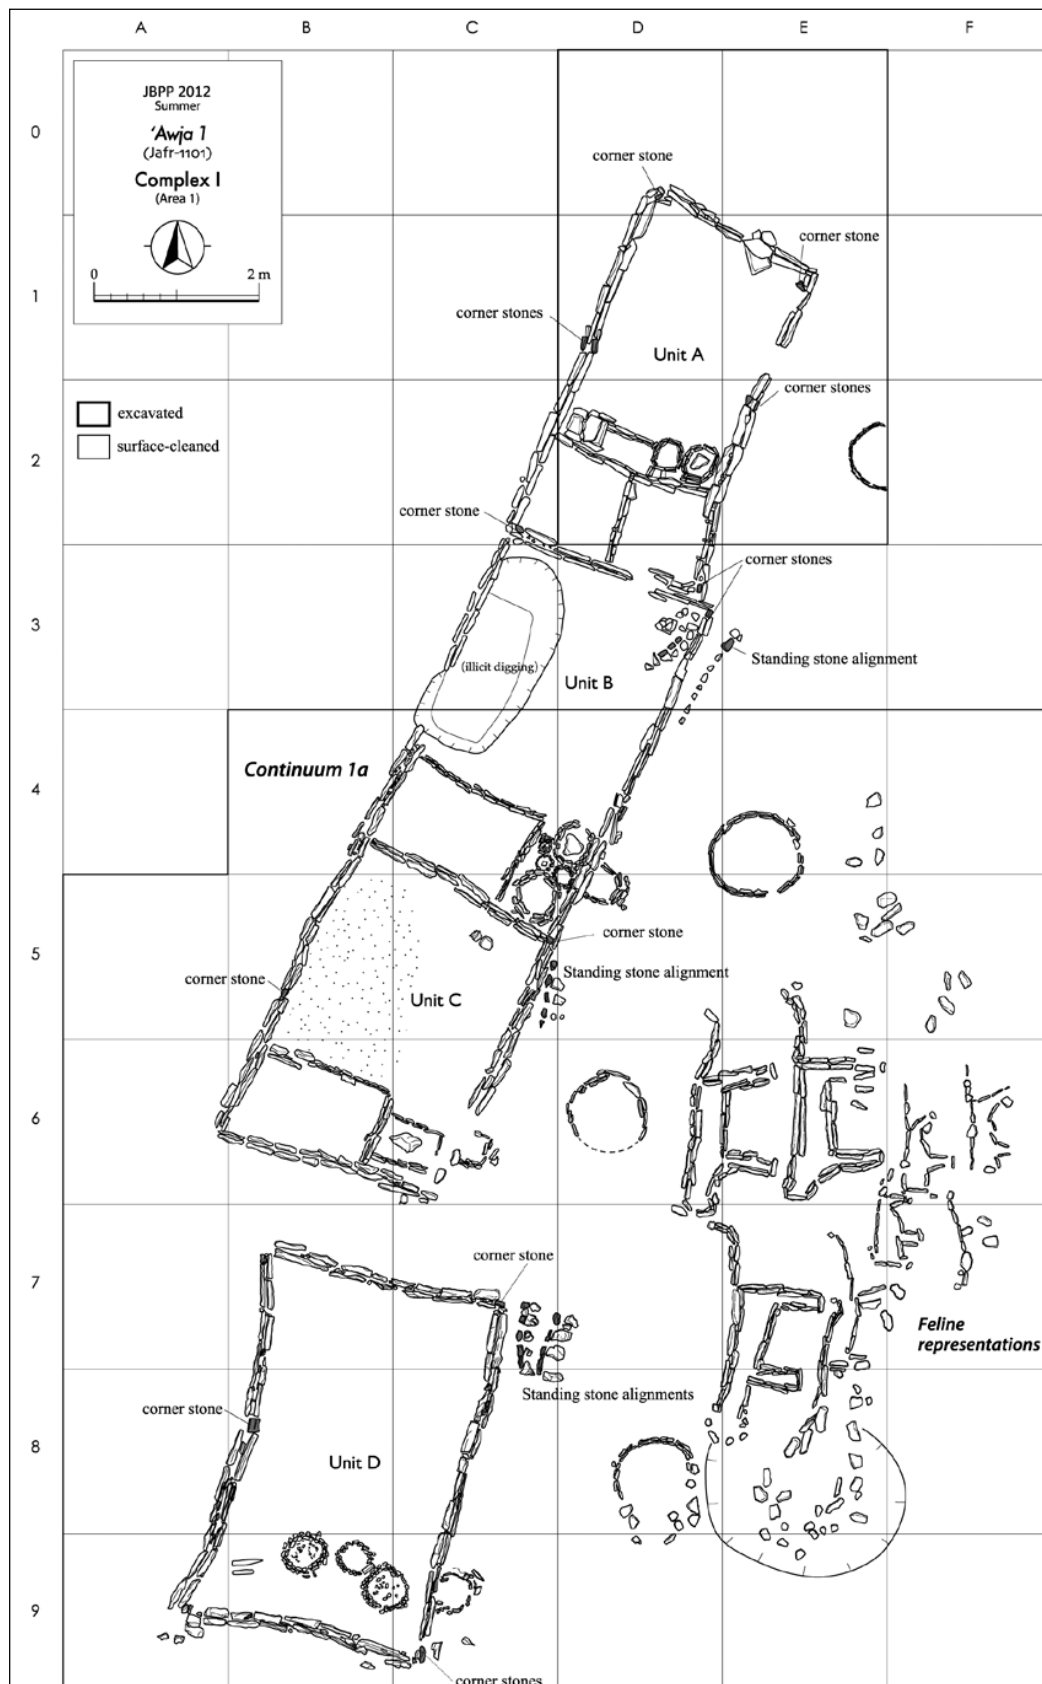 A B C D E F
JBPP 2012
Summer
'Awja 1
(Jafr-1101)
Complex I
(Area 1)
0 2 m
0
corner stone
corner stone
1
corner stones
Unit A
corner stones
excavated
surface-cleaned
2
corner stone
corner stones
3
Standing stone alignment
(illicit digging)
Unit B
Continuum 1a
4
corner stone
5
Standing stone alignment
corner stone
Unit C
6
corner stone
7
Feline
representations
Standing stone alignments
corner stone
8
Unit D
9
corner stones